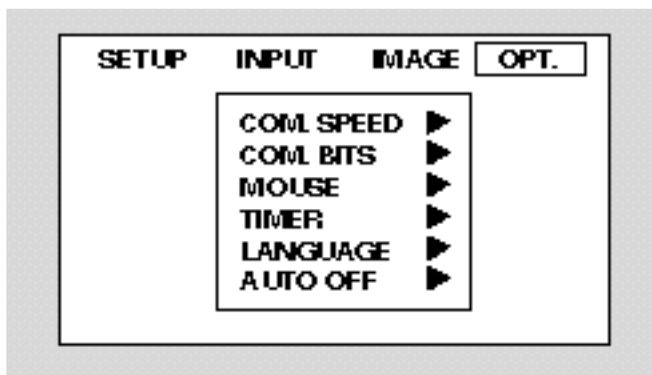 SETUP INPUT IMAGE OPT.
COM. SPEED ▶
COM. BITS ▶
MOUSE ▶
TIMER ▶
LANGUAGE ▶
AUTO OFF ▶